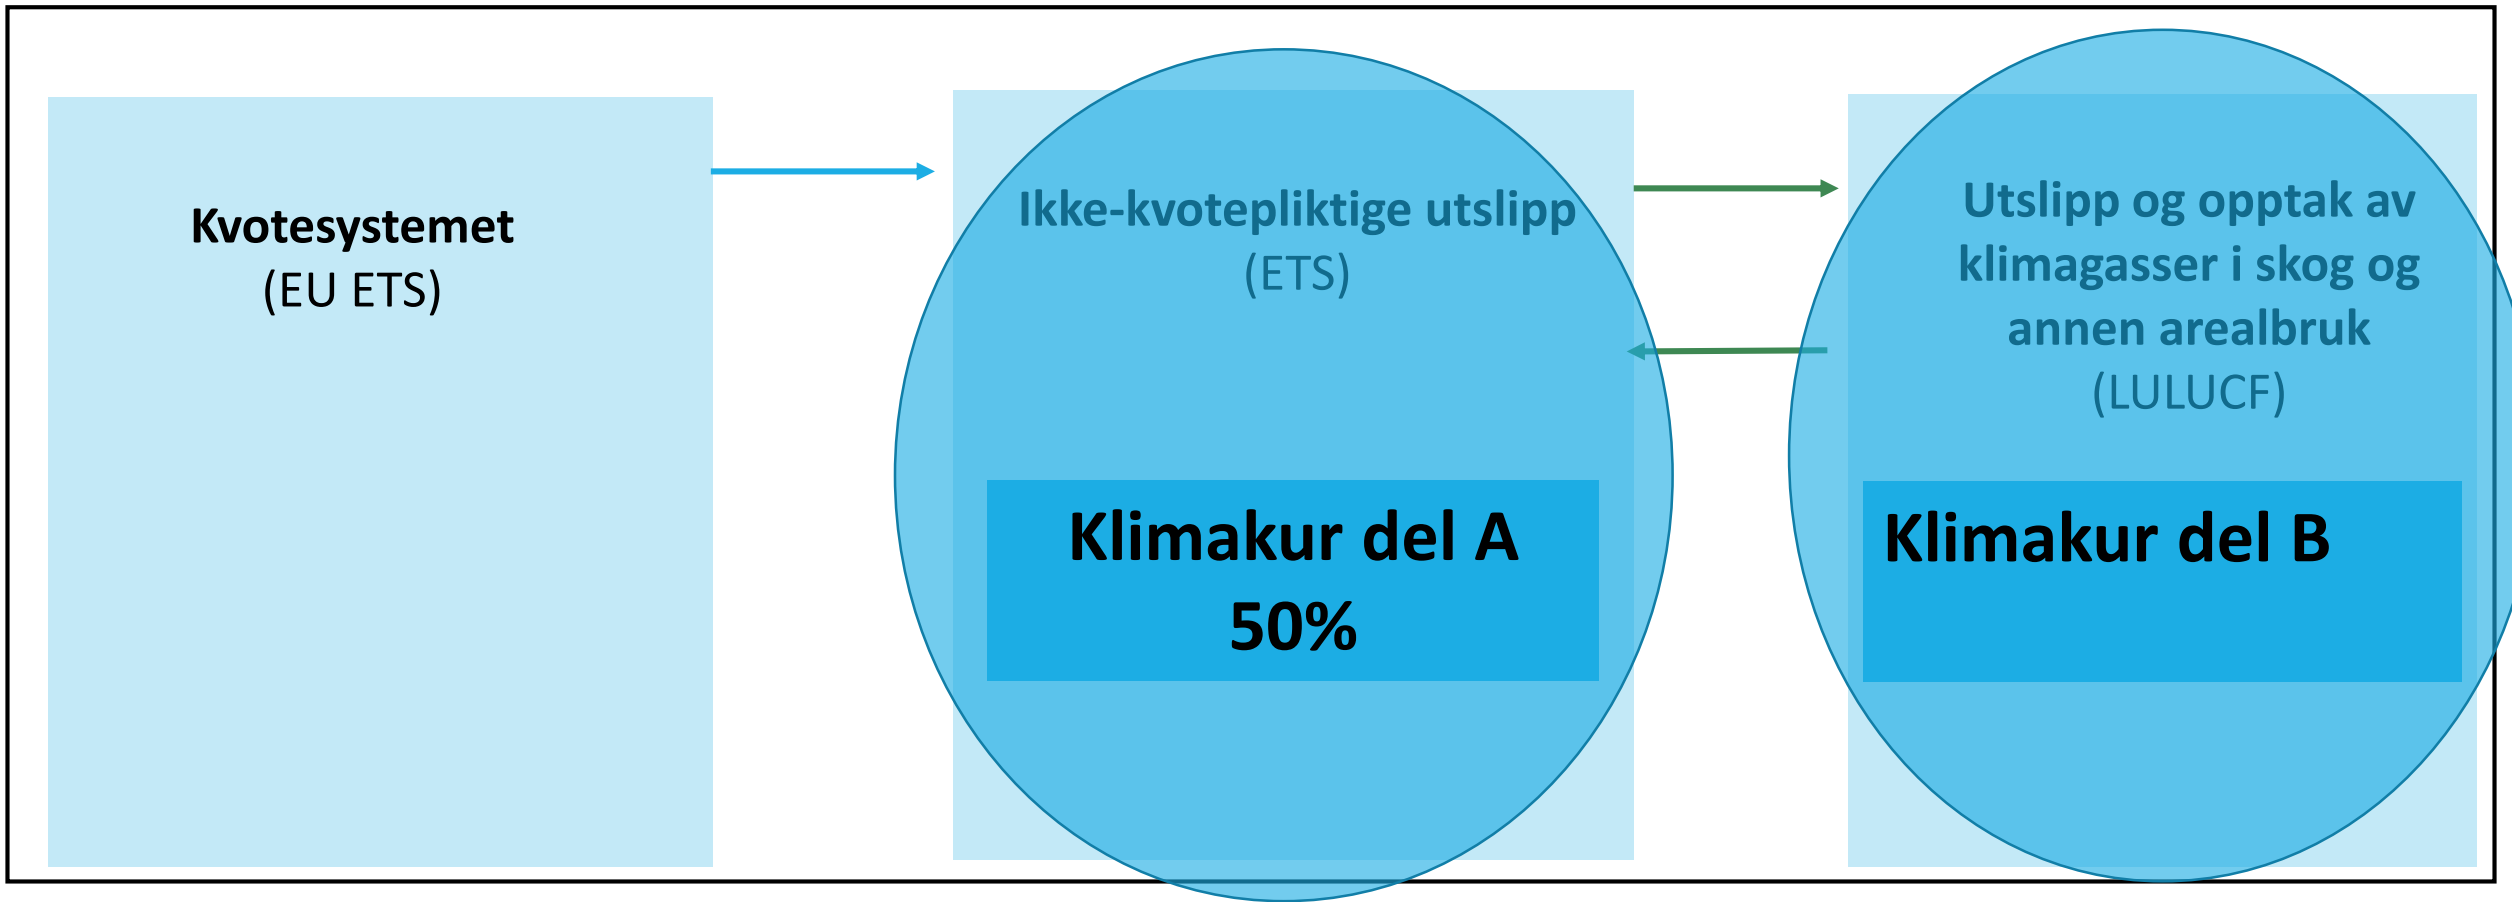 Kvotesystemet
(EU ETS)
Ikke-kvotepliktige utslipp
(ETS)
Utslipp og opptak av
klimagasser i skog og
annen arealbruk
(LULUCF)
Klimakur del A
50%
Klimakur del B